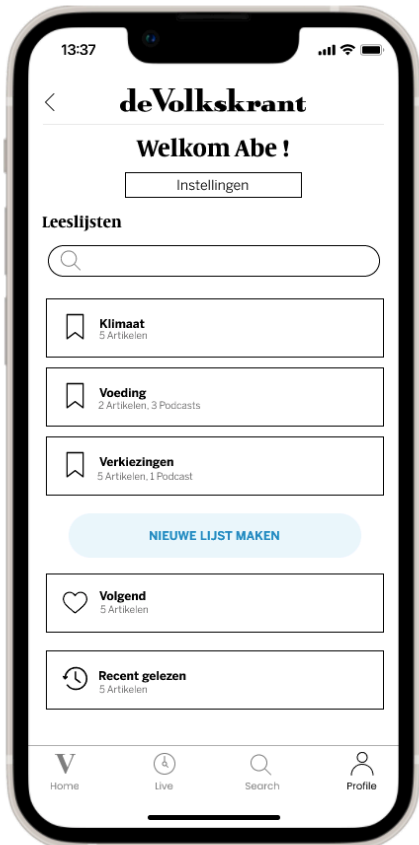 13:37
deVolkskrant
Welkom Abe !
Instellingen
Leeslijsten
Klimaat
5 Artikelen
Voeding
2 Artikelen, 3 Podcasts
Verkiezingen
5 Artikelen, 1 Podcast
NIEUWE LIJST MAKEN
Volgend
5 Artikelen
Recent gelezen
5 Artikelen
V
Home Live Search Profile